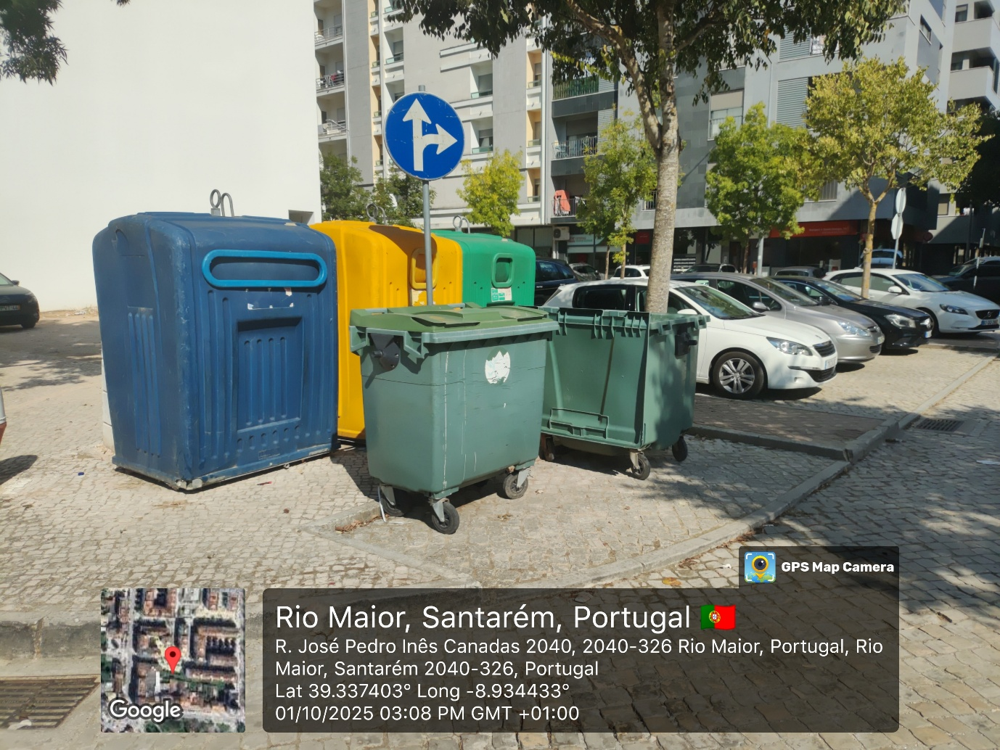 GPS Map Camera
Rio Maior, Santarém, Portugal
R. José Pedro Inês Canadas 2040, 2040-326 Rio Maior, Portugal, Rio
Maior, Santarém 2040-326, Portugal
Lat 39.337403° Long -8.934433°
01/10/2025 03:08 PM GMT +01:00
Google